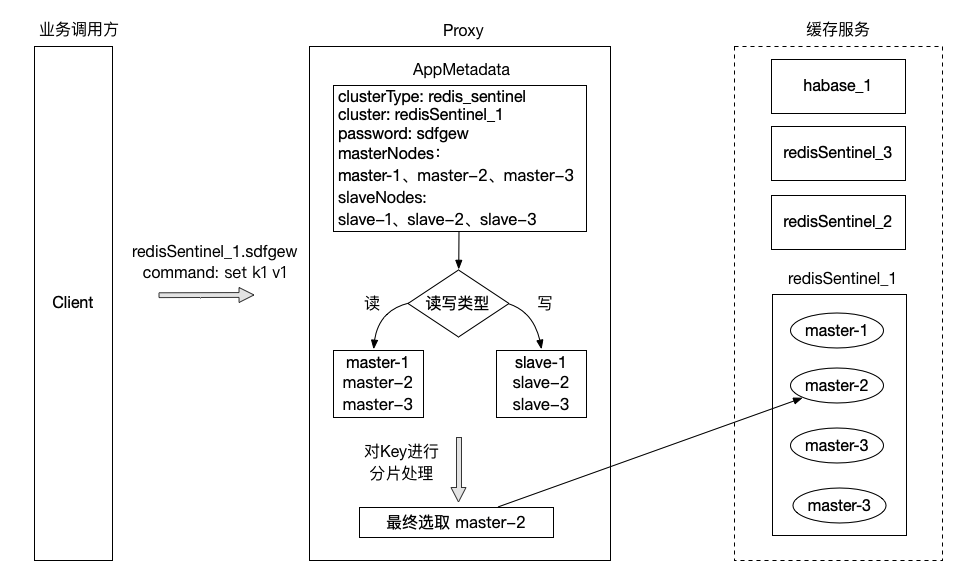 业务调用方
Client
redisSentinel_1.sdfgew
command: set k1 v1
Proxy
AppMetadata
clusterType: redis_sentinel
cluster: redisSentinel_1
password: sdfgew
masterNodes：
master-1、master-2、master-3
slaveNodes:
slave-1、slave-2、slave-3
读写类型
读
写
master-1
master-2
master-3
slave-1
slave-2
slave-3
对Key进行
分片处理
最终选取 master-2
缓存服务
habase_1
redisSentinel_3
redisSentinel_2
redisSentinel_1
master-1
master-2
master-3
master-3